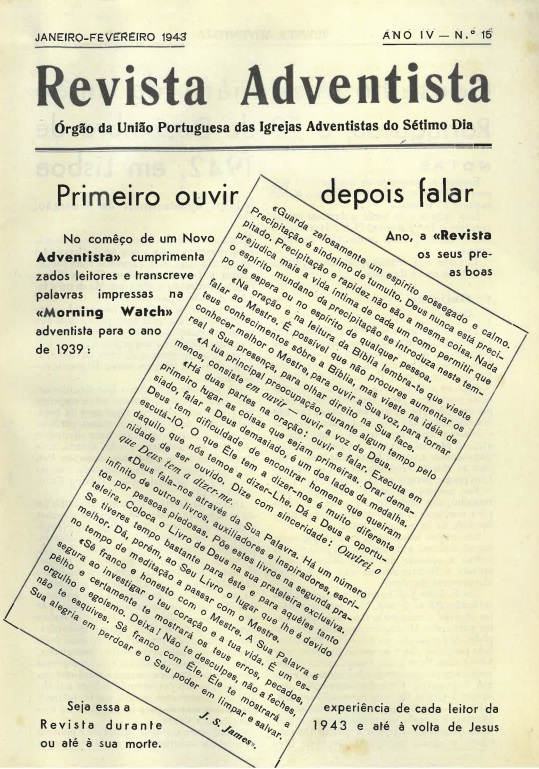 JANEIRO-FEVEREIRO 1943
ANO IV — N.º 15
Revista Adventista
Órgão da União Portuguesa das Igrejas Adventistas do Sétimo Dia
Primeiro ouvir depois falar
No comêço de um Novo Ano, a «Revista
Adventista» cumprimenta os seus pre-
zados leitores e transcreve as boas
palavras impressas na
«Morning Watch»
adventista para o ano
de 1939 :
«Guarda zelosamente um espírito sossegado e calmo.
Precipitação é sinónimo de tumulto. Deus nunca está preci-
pitado. Precipitação e rapidez não são a mesma coisa. Nada
prejudica mais a vida íntima de cada um como permitir que
o espírito mundano da precipitação se introduza neste tem-
po de espera ou no espírito de qualquer pessoa.
«Na oração e na leitura da Bíblia lembra-te que vieste
falar ao Mestre. É possível que não procures aumentar os
teus conhecimentos sôbre a Bíblia, mas vieste na idéia de
conhecer melhor o Mestre, para ouvir a Sua voz, para tornar
real a Sua presença, para olhar direito na Sua face.
«A tua principal preocupação, durante algum tempo pelo
menos, consista em ouvir — ouvir a voz de Deus.
«Há duas partes na oração: ouvir e falar. Executa em
primeiro lugar as coisas que sejam primeiras. Orar dema-
siado, falar a Deus demasiado, é um dos lados da medalha.
Deus tem dificuldade de encontrar homens que queiram
escutá-lO. O que Êle tem a dizer-nos é muito diferente
daquilo que nós temos a dizer-Lhe. Dá a Deus a oportu-
nidade de ser ouvido. Dize com sinceridade: Ouvirei o
que Deus tem a dizer-me.
«Deus fala-nos através da Sua Palavra. Há um número
infinito de outros livros, auxiliadores e inspiradores, escri-
tos por pessoas piedosas. Põe estes livros na segunda pra-
teleira. Coloca o Livro de Deus na sua prateleira exclusiva.
Se tiveres tempo bastante para êste e para aquêles tanto
melhor. Dá, porém, ao Seu Livro o lugar que lhe é devido
no tempo de meditação a passar com o Mestre.
«Sê franco e honesto com o Mestre. A Sua Palavra é
segura ao investigar o teu coração e a tua vida. É um es-
pêlho e certamente te mostrará os teus erros, pecados,
orgulho e egoísmo. Deixa! Não te desculpes, não a feches,
não te esquives. Sê franco com Êle. Êle te mostrará a
Sua alegria em perdoar e o Seu poder em limpar e salvar.
J. S. James».
Seja essa a experiência de cada leitor da
Revista durante 1943 e até à volta de Jesus
ou até à sua morte.